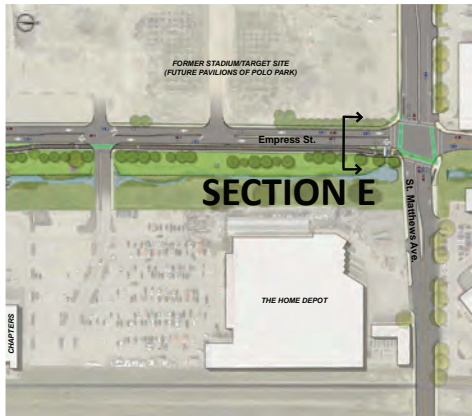 FORMER STADIUM/TARGET SITE
(FUTURE PAVILIONS OF POLO PARK)
Empress St.
SECTION E
St. Matthews Ave.
THE HOME DEPOT
CHAPTERS